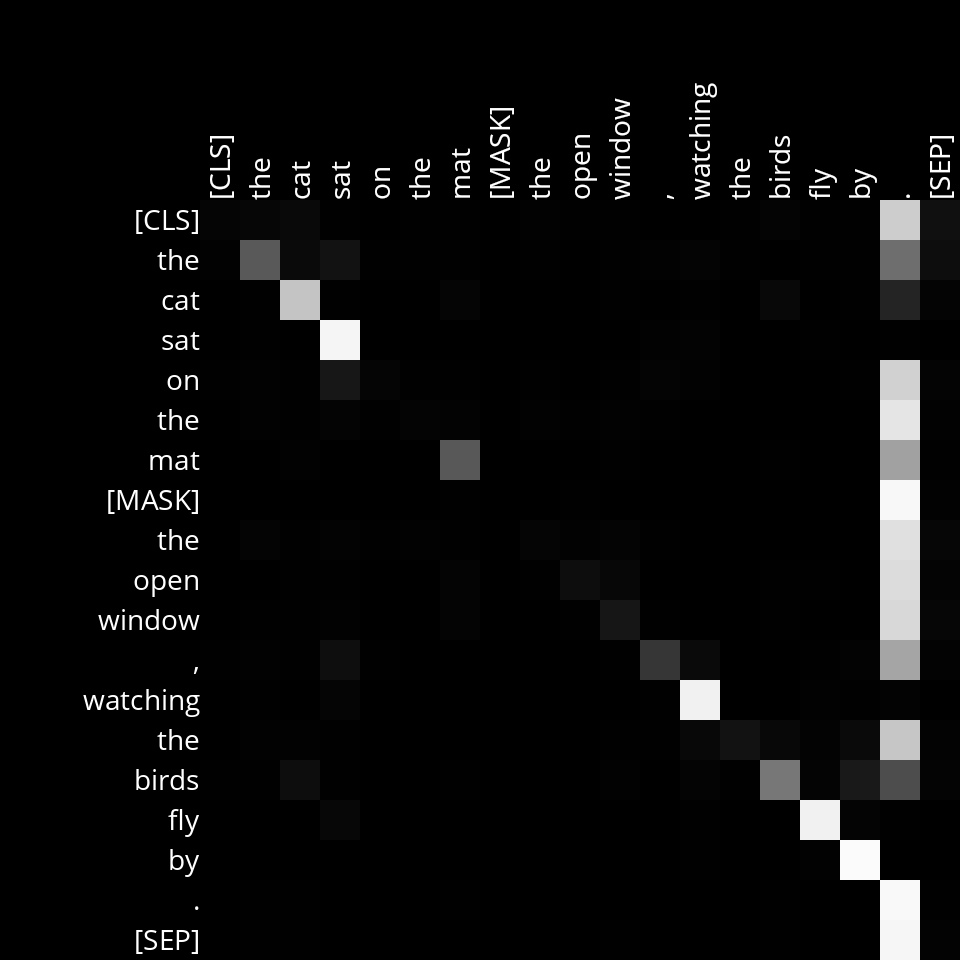 [CLS] the cat sat on the mat [MASK] the open window , watching the birds fly by . [SEP]
[CLS]
the
cat
sat
on
the
mat
[MASK]
the
open
window
,
watching
the
birds
fly
by
.
[SEP]